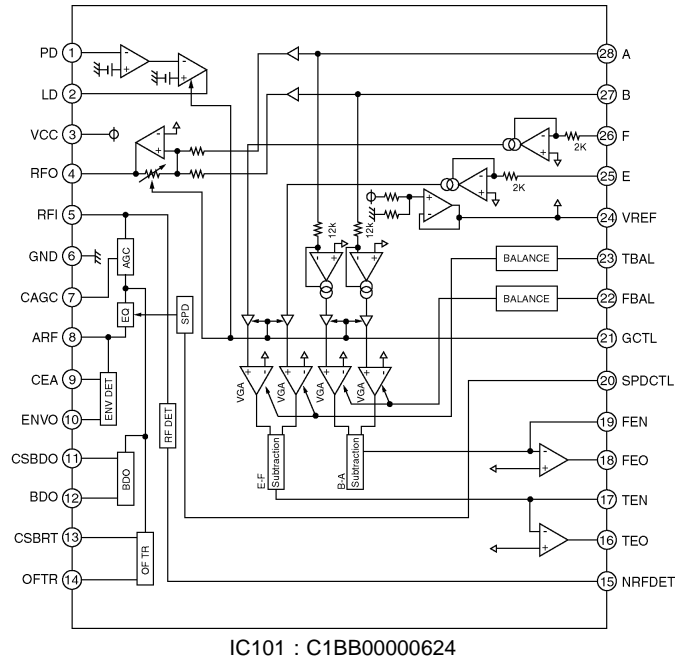 PD 1
LD 2
VCC 3
RFO 4
RFI 5
GND 6
CAGC 7
ARF 8
CEA 9
ENVO 10
CSBDO 11
BDO 12
CSBRT 13
OFTR 14
28 A
27 B
26 F
25 E
24 VREF
23 TBAL
22 FBAL
21 GCTL
20 SPDCTL
19 FEN
18 FEO
17 TEN
16 TEO
15 NRFDET
2K
2K
12k
12k
BALANCE
BALANCE
AGC
EQ
SPD
ENV DET
RF DET
BDO
OF TR
VGA
VGA
VGA
VGA
E-F
Subtraction
B-A
Subtraction
IC101 : C1BB00000624